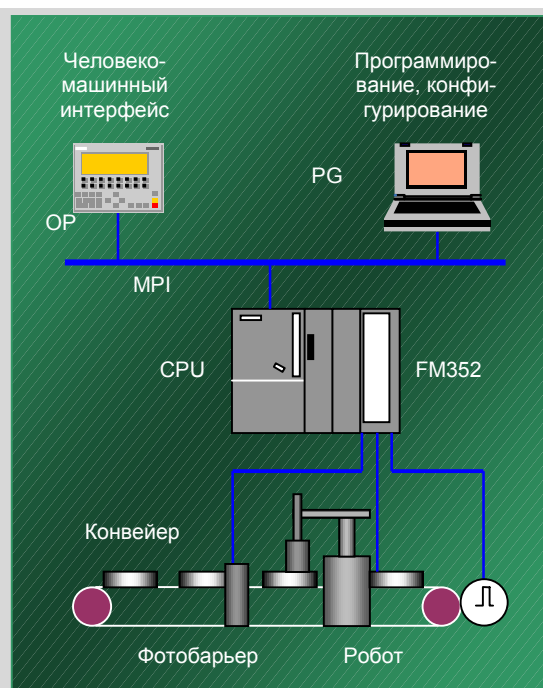 Человеко-
машинный
интерфейс
Программиро-
вание, конфи-
гурирование
PG
OP
MPI
CPU
FM352
Конвейер
Фотобарьер
Робот